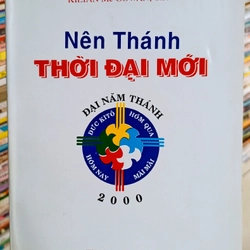 Nên Thánh
THỜI ĐẠI MỚI
ĐẠI NĂM THÁNH
ĐỨC KITÔ
HÔM QUA
HÔM NAY
MÃI MÃI
2000